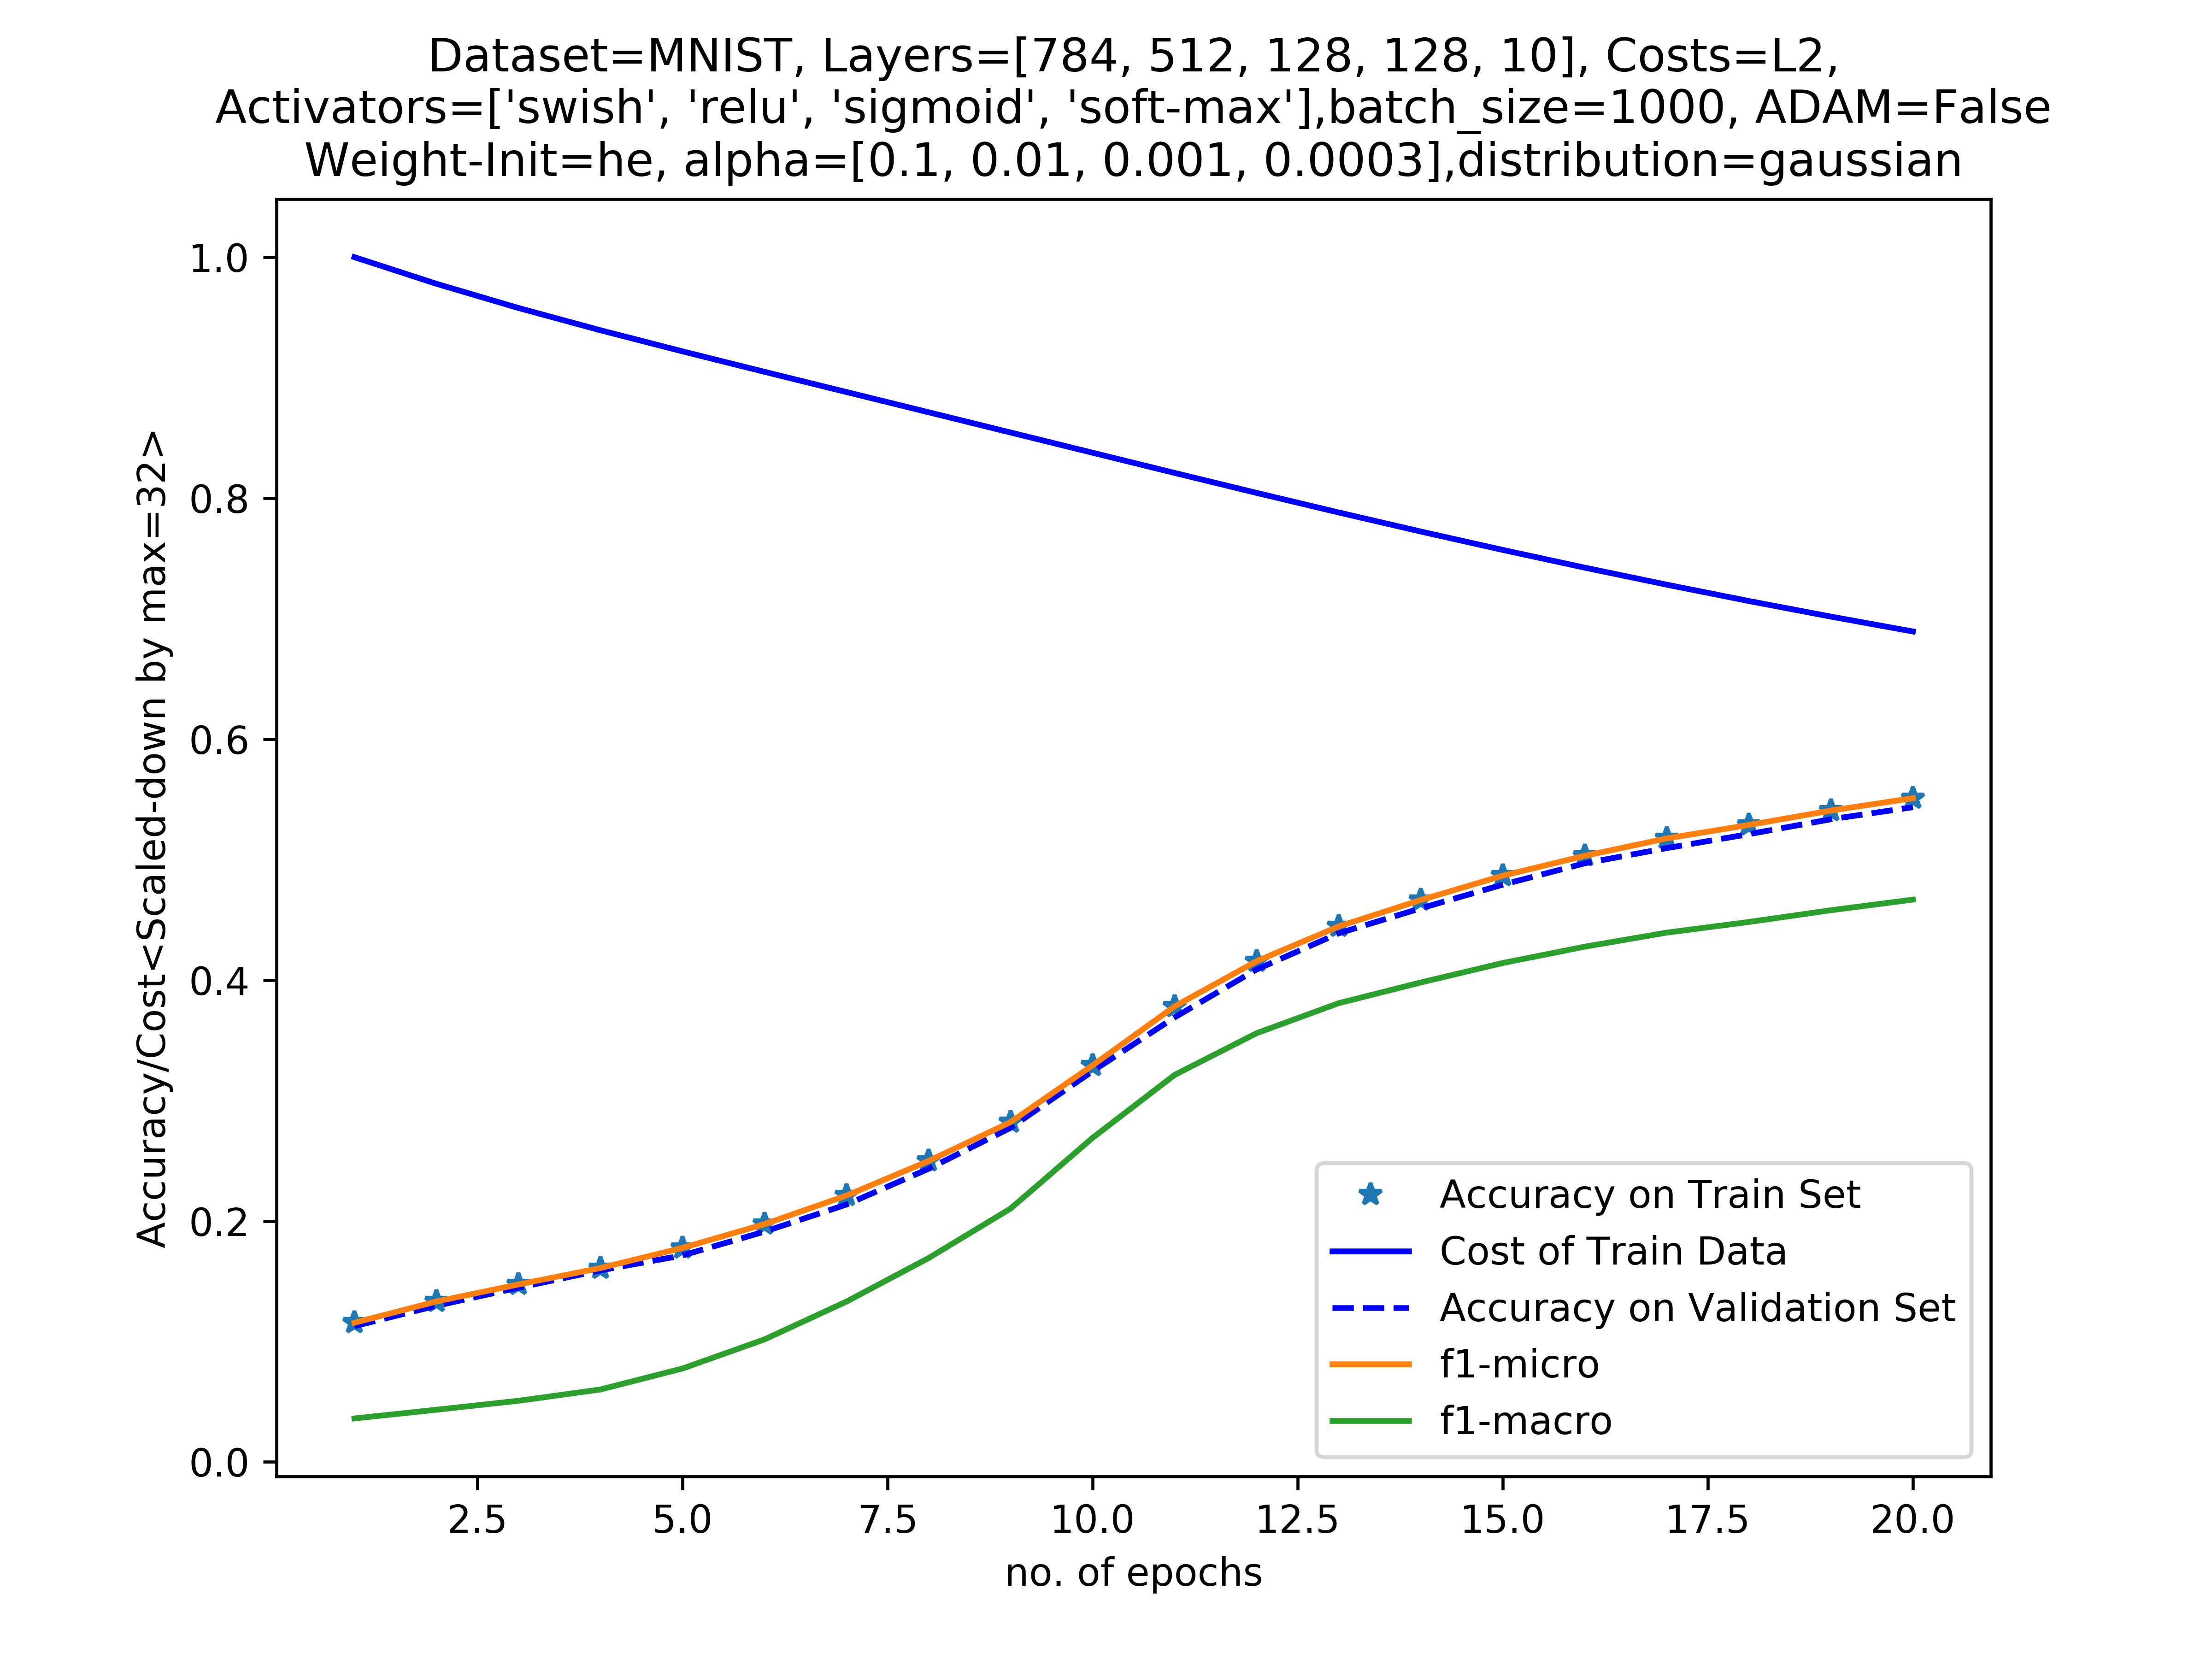 Dataset=MNIST, Layers=[784, 512, 128, 128, 10], Costs=L2,
Activators=['swish', 'relu', 'sigmoid', 'soft-max'],batch_size=1000, ADAM=False
Weight-Init=he, alpha=[0.1, 0.01, 0.001, 0.0003],distribution=gaussian
Accuracy/Cost<Scaled-down by max=32>
1.0
0.8
0.6
0.4
0.2
0.0
Accuracy on Train Set
Cost of Train Data
Accuracy on Validation Set
f1-micro
f1-macro
2.5 5.0 7.5 10.0 12.5 15.0 17.5 20.0
no. of epochs